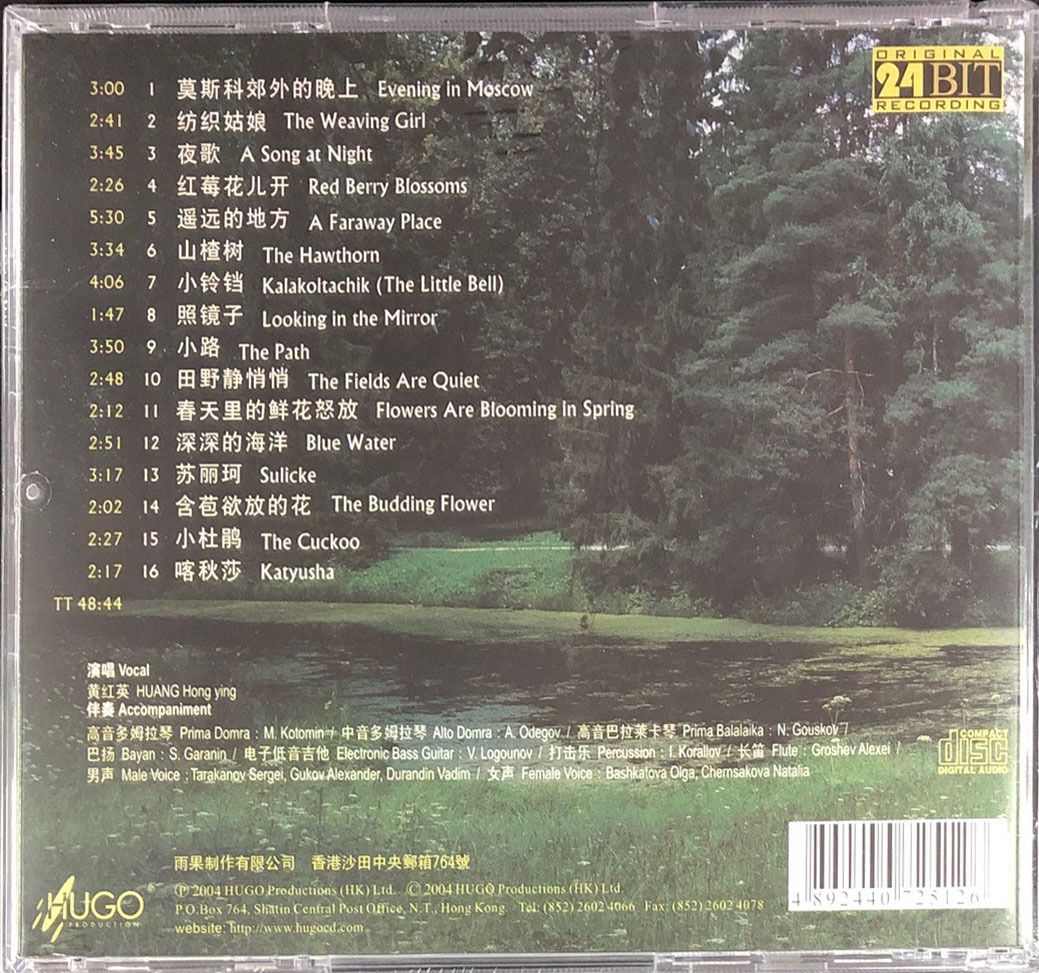 ORIGINAL
24 BIT
RECORDING
3:00 1 莫斯科郊外的晚上 Evening in Moscow
2:41 2 纺织姑娘 The Weaving Girl
3:45 3 夜歌 A Song at Night
2:26 4 红莓花儿开 Red Berry Blossoms
5:30 5 遥远的地方 A Faraway Place
3:34 6 山楂树 The Hawthorn
4:06 7 小铃铛 Kalakoltachik (The Little Bell)
1:47 8 照镜子 Looking in the Mirror
3:50 9 小路 The Path
2:48 10 田野静悄悄 The Fields Are Quiet
2:12 11 春天里的鲜花怒放 Flowers Are Blooming in Spring
2:51 12 深深的海洋 Blue Water
3:17 13 苏丽珂 Sulicke
2:02 14 含苞欲放的花 The Budding Flower
2:27 15 小杜鹃 The Cuckoo
2:17 16 喀秋莎 Katyusha
TT 48:44
演唱 Vocal
黄红英 HUANG Hong ying
伴奏 Accompaniment
高音多姆拉琴 Prima Domra : M. Kotomin / 中音多姆拉琴 Alto Domra : A. Odegov / 高音巴拉莱卡琴 Prima Balalaika : N. Gouskov /
巴扬 Bayan : S. Garanin / 电子低音吉他 Electronic Bass Guitar : V. Logounov / 打击乐 Percussion : I. Korallov / 长笛 Flute : Groshev Alexei /
男声 Male Voice : Tarakanov Sergei, Gukov Alexander, Durandin Vadim / 女声 Female Voice : Bashkatova Olga, Chernsakova Natalia
COMPACT
disc
DIGITAL AUDIO
雨果制作有限公司 香港沙田中央郵箱764號
Ⓟ 2004 HUGO Productions (HK) Ltd. © 2004 HUGO Productions (HK) Ltd.
P.O.Box 764, Shatin Central Post Office, N.T., Hong Kong. Tel: (852) 2602 4066 Fax: (852) 2602 4078
website: http://www.hugocd.com
HUGO
PRODUCTION
4 892440 725126